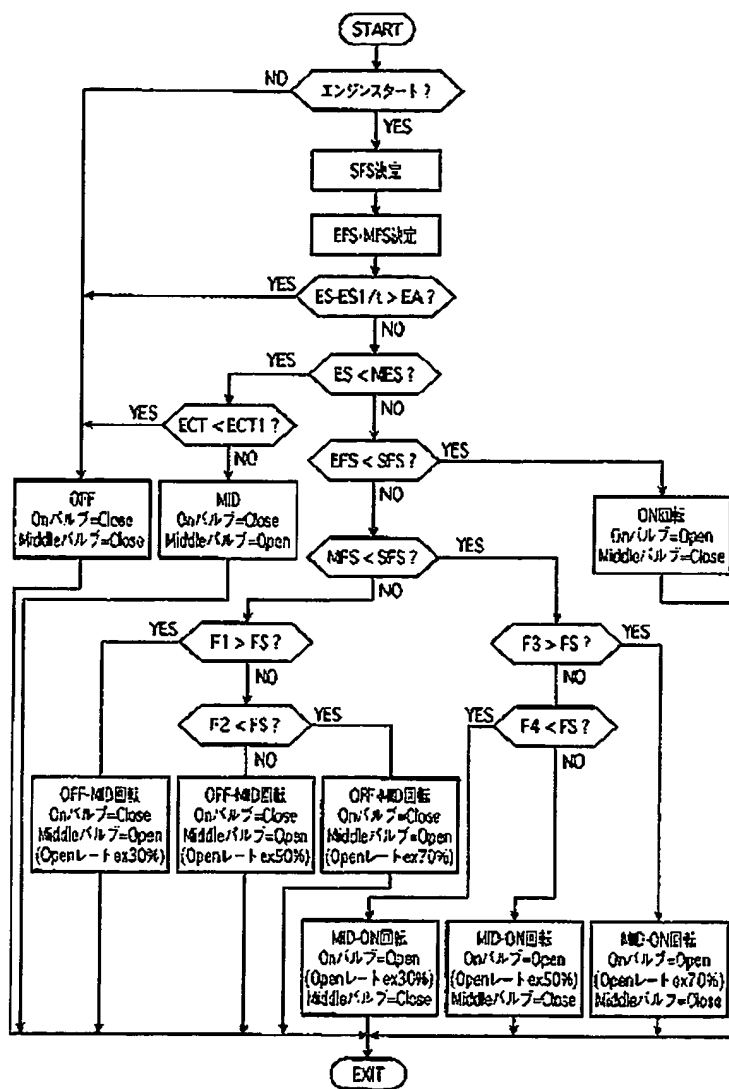 START
NO
エンジンスタート?
YES
SFS決定
EFS・MFS決定
YES
ES-ES1/t > EA?
NO
YES
ES < MES?
NO
YES
ECT < ECT1?
NO
EFS < SFS?
YES
NO
OFF
Onバルブ=Close
Middleバルブ=Close
MID
Onバルブ=Close
Middleバルブ=Open
ON回転
Onバルブ=Open
Middleバルブ=Close
MFS < SFS?
YES
NO
YES
F1 > FS?
NO
F3 > FS?
YES
NO
F2 < FS?
YES
NO
YES
F4 < FS?
NO
OFF-MID回転
Onバルブ=Close
Middleバルブ=Open
(Openレートex30%)
OFF-MID回転
Onバルブ=Close
Middleバルブ=Open
(Openレートex50%)
OFF-MID回転
Onバルブ=Close
Middleバルブ=Open
(Openレートex70%)
MID-ON回転
Onバルブ=Open
(Openレートex30%)
Middleバルブ=Close
MID-ON回転
Onバルブ=Open
(Openレートex50%)
Middleバルブ=Close
MID-ON回転
Onバルブ=Open
(Openレートex70%)
Middleバルブ=Close
EXIT